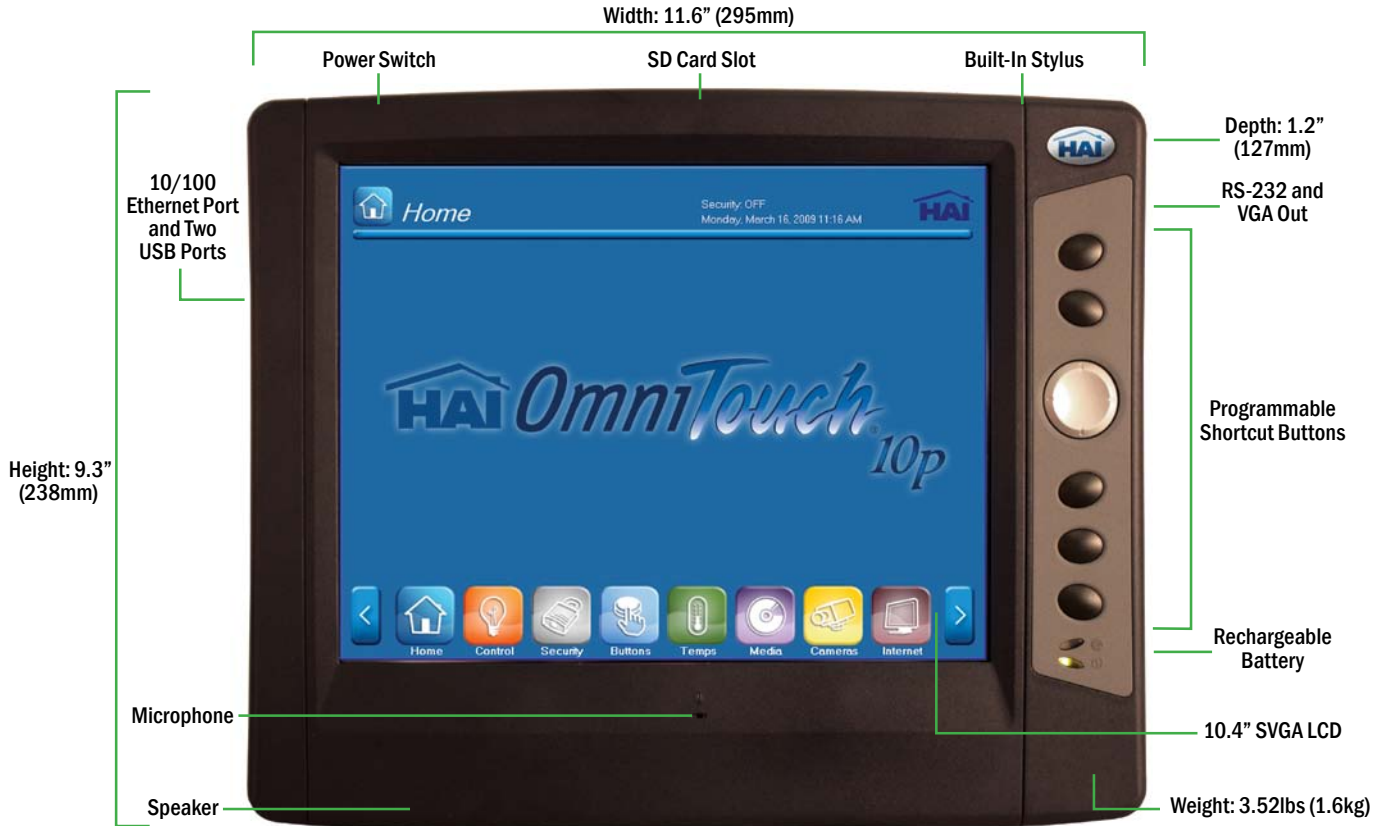 Width: 11.6” (295mm)
Power Switch
SD Card Slot
Built-In Stylus
Depth: 1.2”
(127mm)
HAI
10/100
Ethernet Port
and Two
USB Ports
RS-232 and
VGA Out
Home
Security: OFF
Monday, March 16, 2009 11:16 AM
HAI
HAI OmniTouch
10p
Programmable
Shortcut Buttons
Height: 9.3”
(238mm)
<
Home
Control
Security
Buttons
Temps
Media
Cameras
Internet
>
Rechargeable
Battery
Microphone
10.4” SVGA LCD
Speaker
Weight: 3.52lbs (1.6kg)